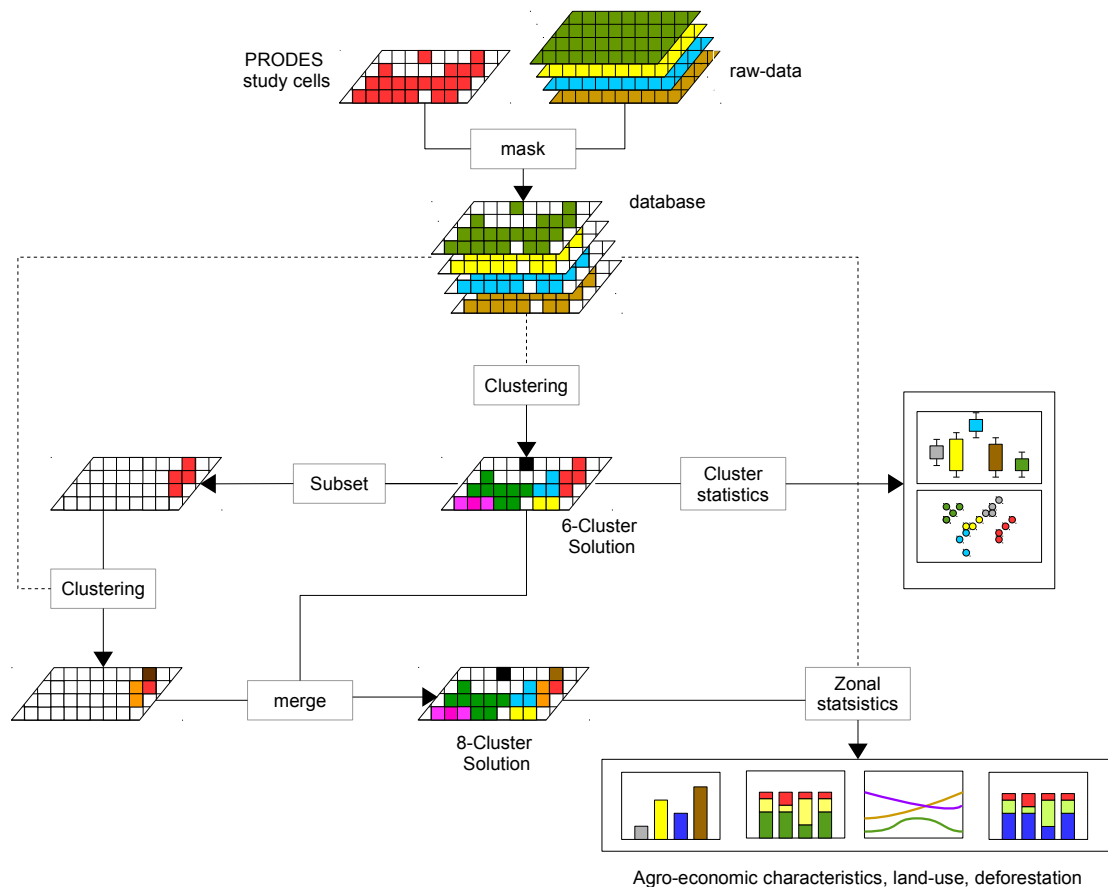 PRODES
study cells
raw-data
mask
database
Clustering
Subset
Cluster
statistics
6-Cluster
Solution
Clustering
merge
8-Cluster
Solution
Zonal
statsistics
Agro-economic characteristics, land-use, deforestation